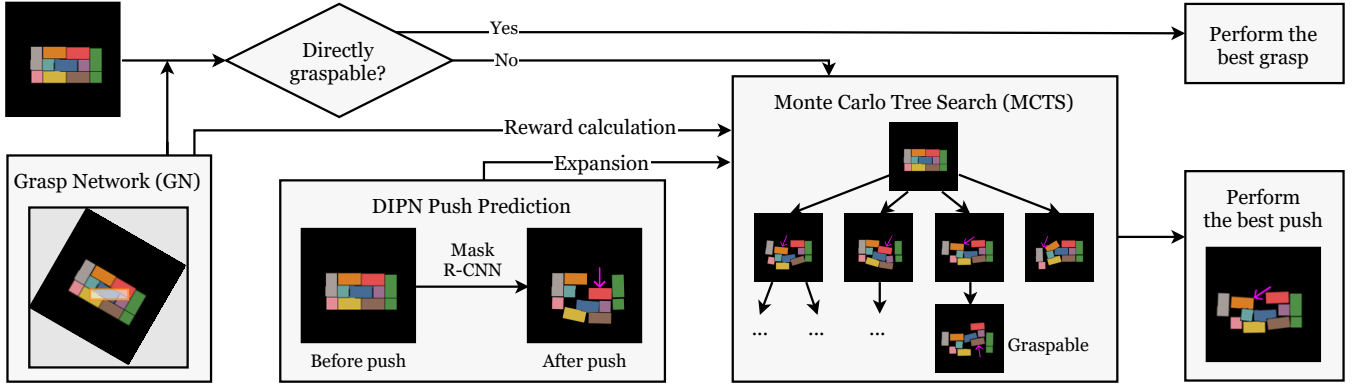 Directly
graspable?
Yes
No
Perform the
best grasp
Grasp Network (GN)
Reward calculation
Expansion
DIPN Push Prediction
Mask
R-CNN
Before push
After push
Monte Carlo Tree Search (MCTS)
...
...
...
Graspable
Perform
the best push